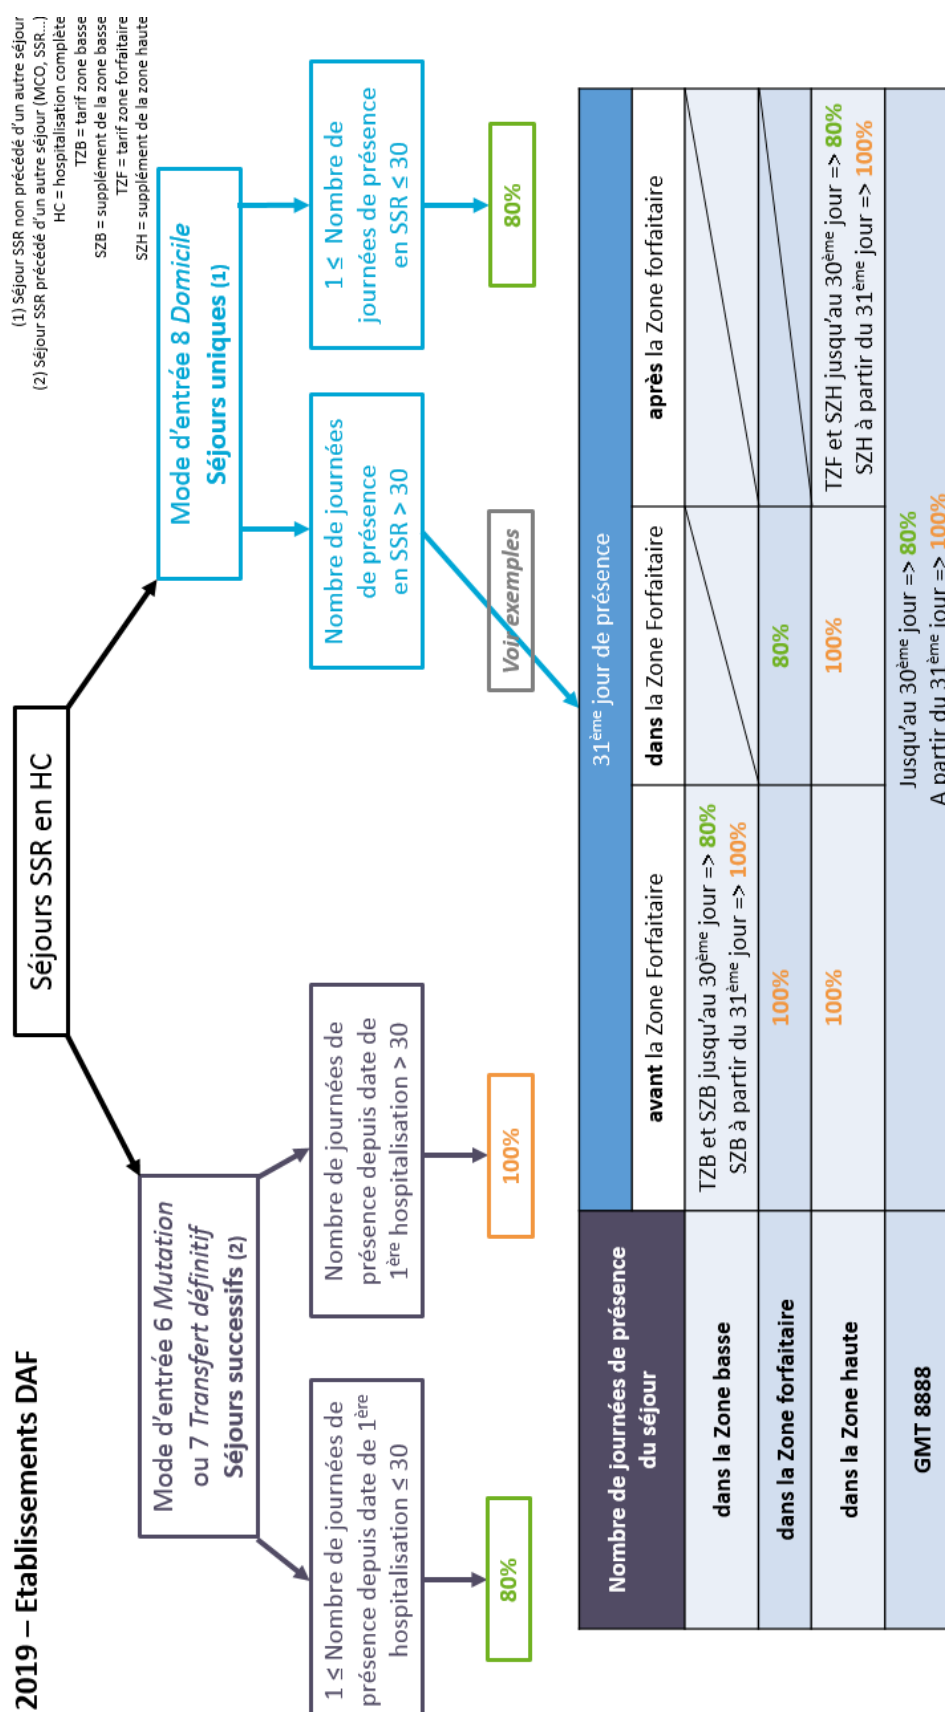 2019 – Etablissements DAF
(1) Séjour SSR non précédé d'un autre séjour
(2) Séjour SSR précédé d'un autre séjour (MCO, SSR...)
HC = hospitalisation complète
TZB = tarif zone basse
SZB = supplément de la zone basse
TZF = tarif zone forfaitaire
SZH = supplément de la zone haute
Séjours SSR en HC
Mode d'entrée 6 Mutation
ou 7 Transfert définitif
Séjours successifs (2)
Mode d'entrée 8 Domicile
Séjours uniques (1)
1 ≤ Nombre de journées de
présence depuis date de 1ère
hospitalisation ≤ 30
Nombre de journées de
présence depuis date de
1ère hospitalisation > 30
Nombre de journées
de présence
en SSR > 30
1 ≤ Nombre de
journées de présence
en SSR ≤ 30
80%
100%
Voir exemples
80%
Nombre de journées de présence
du séjour
31ème jour de présence
avant la Zone Forfaitaire
dans la Zone Forfaitaire
après la Zone forfaitaire
dans la Zone basse
TZB et SZB jusqu'au 30ème jour => 80%
SZB à partir du 31ème jour => 100%
dans la Zone forfaitaire
100%
80%
dans la Zone haute
100%
100%
TZF et SZH jusqu'au 30ème jour => 80%
SZH à partir du 31ème jour => 100%
GMT 8888
Jusqu'au 30ème jour => 80%
A partir du 31ème jour => 100%